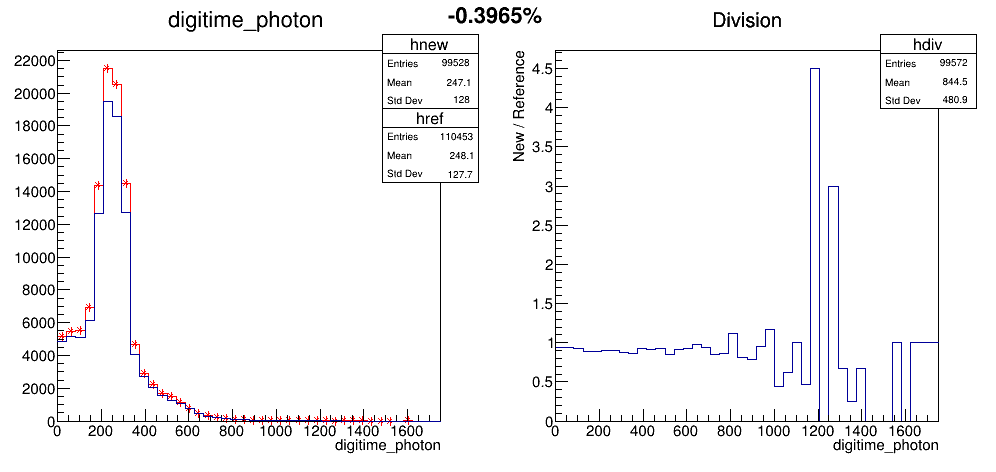 digitime_photon
-0.3965%
hnew
Entries 99528
Mean 247.1
Std Dev 128
href
Entries 110453
Mean 248.1
Std Dev 127.7
22000
20000
18000
16000
14000
12000
10000
8000
6000
4000
2000
0
0 200 400 600 800 1000 1200 1400 1600
digitime_photon
Division
hdiv
Entries 99572
Mean 844.5
Std Dev 480.9
New / Reference
4.5
4
3.5
3
2.5
2
1.5
1
0.5
0
0 200 400 600 800 1000 1200 1400 1600
digitime_photon